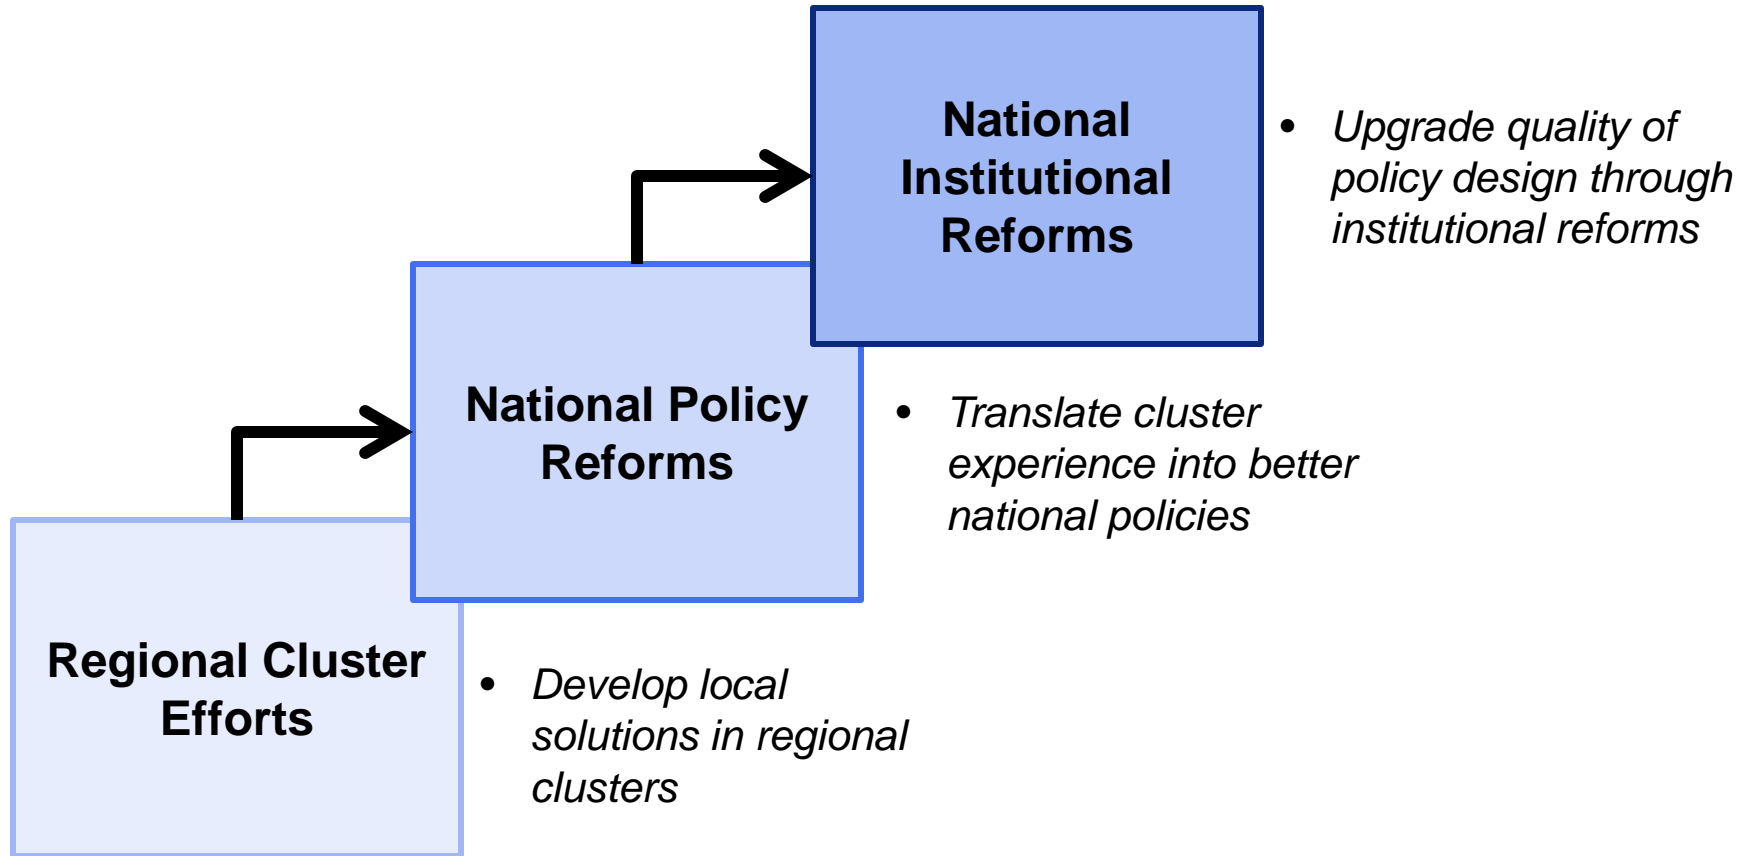 National
Institutional
Reforms
• Upgrade quality of
policy design through
institutional reforms
National Policy
Reforms
• Translate cluster
experience into better
national policies
Regional Cluster
Efforts
• Develop local
solutions in regional
clusters